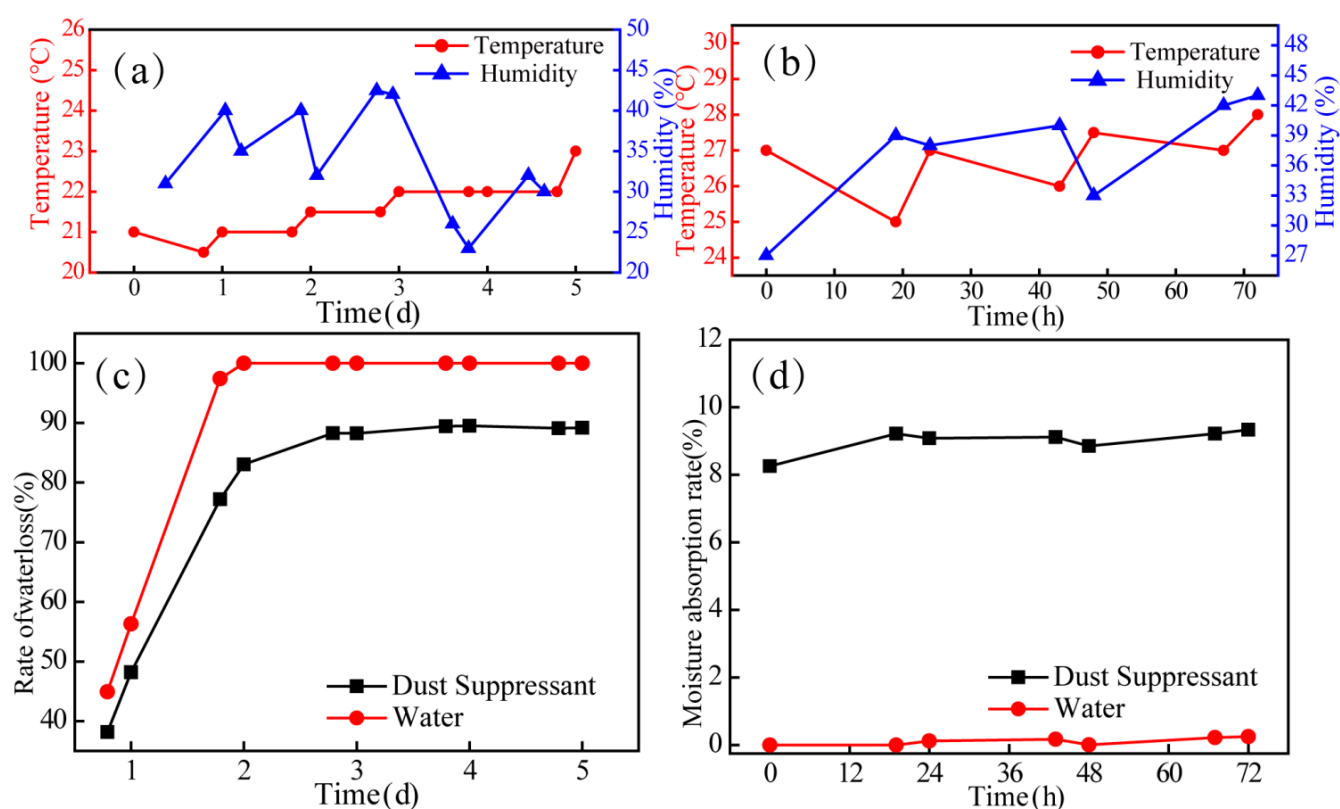 (a)
Temperature
Humidity
Temperature (°C)
26
25
24
23
22
21
20
50
45
40
35
30
25
20
Humidity (%)
0 1 2 3 4 5
Time(d)
(b)
Temperature
Humidity
Temperature (°C)
30
29
28
27
26
25
24
48
45
42
39
36
33
30
27
Humidity (%)
0 10 20 30 40 50 60 70
Time(h)
(c)
Rate ofwaterloss(%)
100
90
80
70
60
50
40
Dust Suppressant
Water
1 2 3 4 5
Time(d)
(d)
Moisture absorption rate(%)
12
10
8
6
4
2
0
Dust Suppressant
Water
0 12 24 36 48 60 72
Time(h)